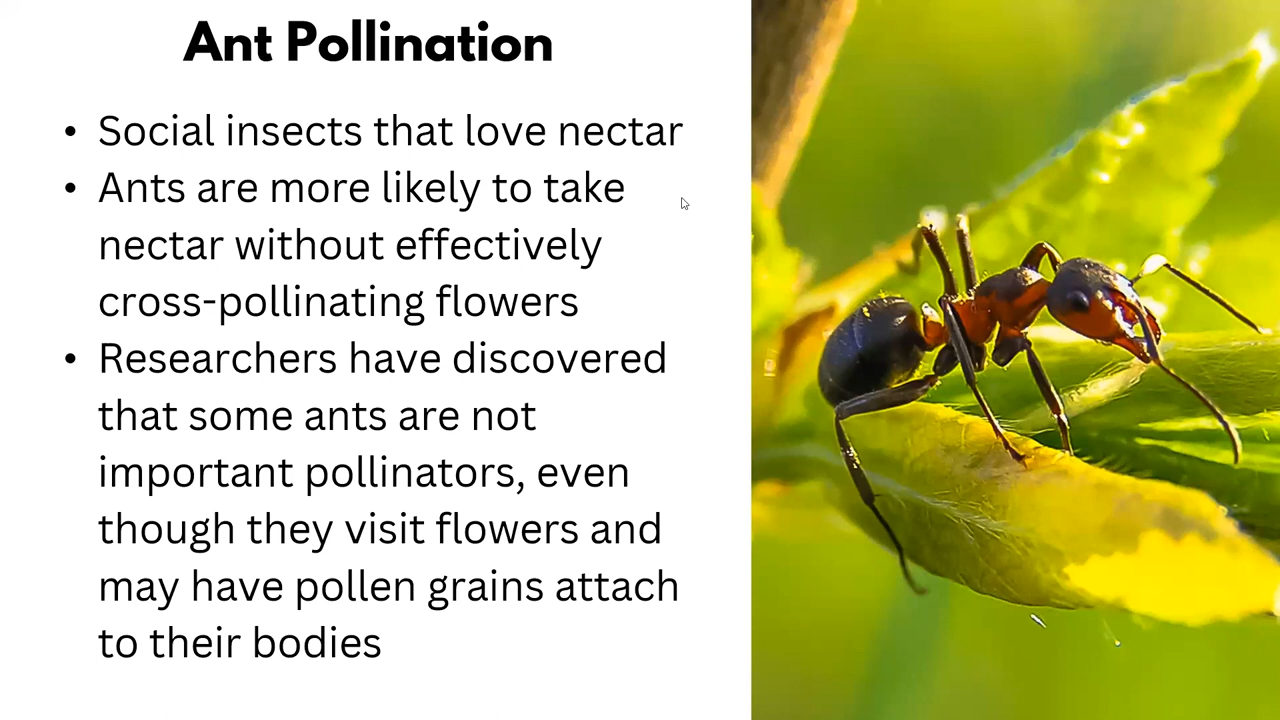 Ant Pollination
• Social insects that love nectar
• Ants are more likely to take
nectar without effectively
cross-pollinating flowers
• Researchers have discovered
that some ants are not
important pollinators, even
though they visit flowers and
may have pollen grains attach
to their bodies